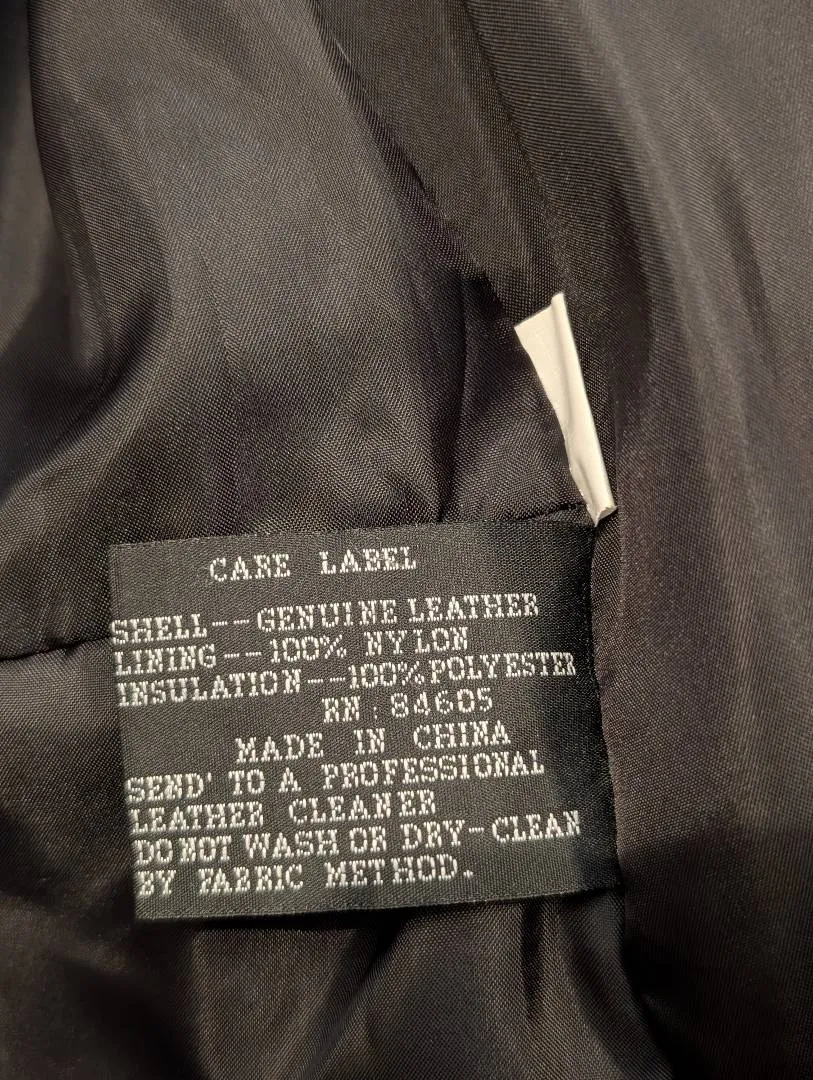 CARE LABEL
SHELL--GENUINE LEATHER
LINING--100% NYLON
INSULATION--100% POLYESTER
RN: 84605
MADE IN CHINA
SEND' TO A PROFESSIONAL
LEATHER CLEANER
DO NOT WASH OR DRY-CLEAN
BY FABRIC METHOD.